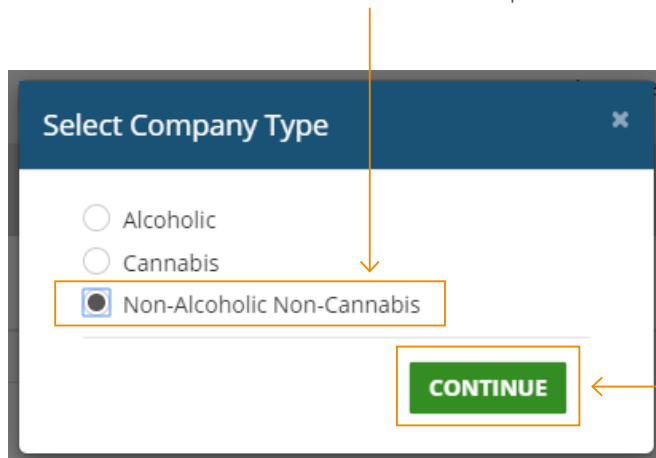 Select Company Type
Alcoholic
Cannabis
Non-Alcoholic Non-Cannabis
CONTINUE